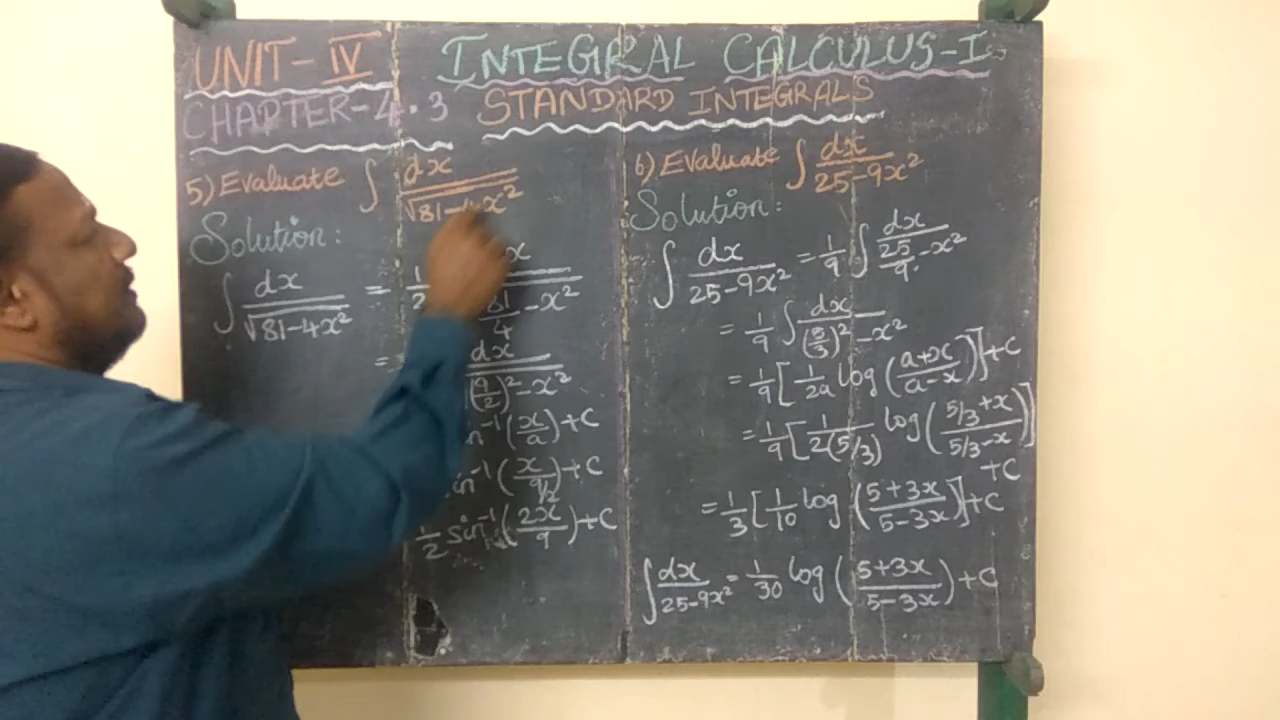 UNIT-IV INTEGRAL CALCULUS-I
CHAPTER-4.3 STANDARD INTEGRALS
5) Evaluate ∫ dx/√(81-4x²)
Solution:
∫ dx/√(81-4x²) = 1/2 x/81/4 - x²
= dx/(9/2)² - x²
n⁻¹(x/a)+C
in⁻¹(x/9/2)+C
1/2 sin⁻¹(2x/9)+C
6) Evaluate ∫ dx/25-9x²
Solution:
∫ dx/25-9x² = 1/9 ∫ dx/25/9-x²
= 1/9 ∫ dx/(5/3)²-x²
= 1/9[1/2a log(a+x/a-x)]+C
= 1/9[1/2(5/3) log(5/3+x/5/3-x)]
+C
= 1/3[1/10 log(5+3x/5-3x)]+C
∫dx/25-9x² = 1/30 log(5+3x/5-3x)+C